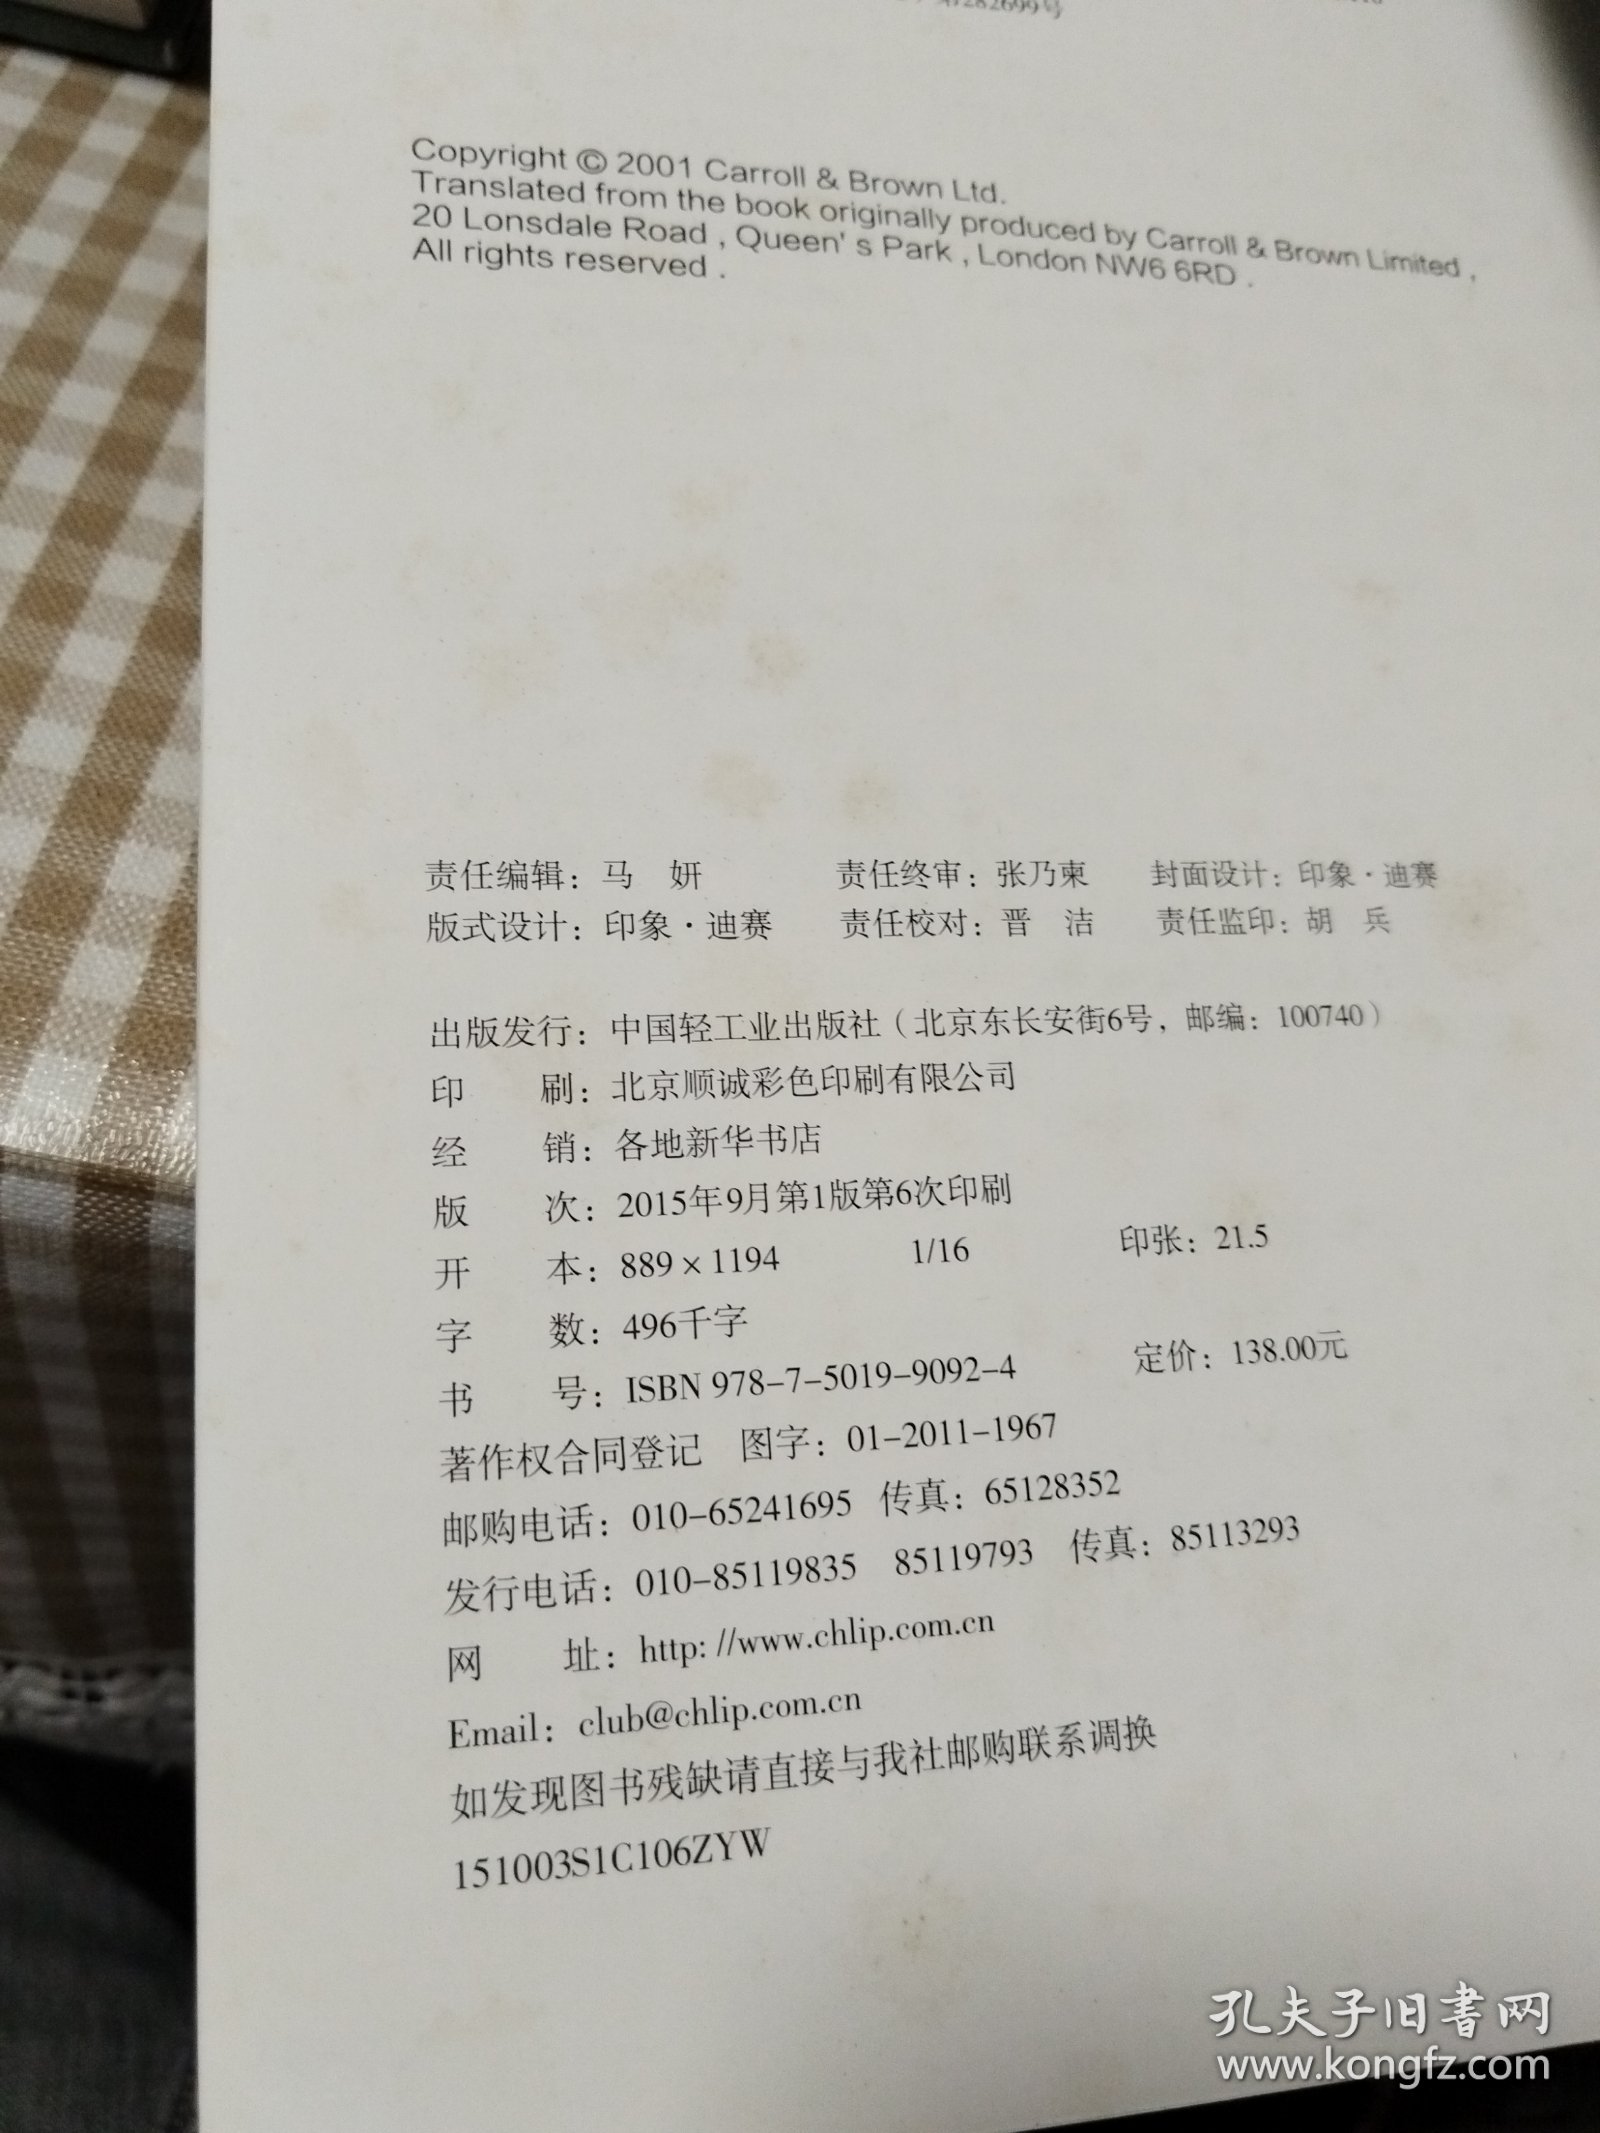 Copyright © 2001 Carroll & Brown Ltd.
Translated from the book originally produced by Carroll & Brown Limited ,
20 Lonsdale Road , Queen' s Park , London NW6 6RD .
All rights reserved .
责任编辑：马　妍　　责任终审：张乃柬　　封面设计：印象·迪赛
版式设计：印象·迪赛　　责任校对：晋　洁　　责任监印：胡　兵
出版发行：中国轻工业出版社（北京东长安街6号，邮编：100740）
印　　刷：北京顺诚彩色印刷有限公司
经　　销：各地新华书店
版　　次：2015年9月第1版第6次印刷
开　　本：889×1194　　1/16　　印张：21.5
字　　数：496千字
书　　号：ISBN 978-7-5019-9092-4　　定价：138.00元
著作权合同登记　图字：01-2011-1967
邮购电话：010-65241695　传真：65128352
发行电话：010-85119835　85119793　传真：85113293
网　　址：http: //www.chlip.com.cn
Email：club@chlip.com.cn
如发现图书残缺请直接与我社邮购联系调换
151003S1C106ZYW
孔夫子旧书网
www.kongfz.com